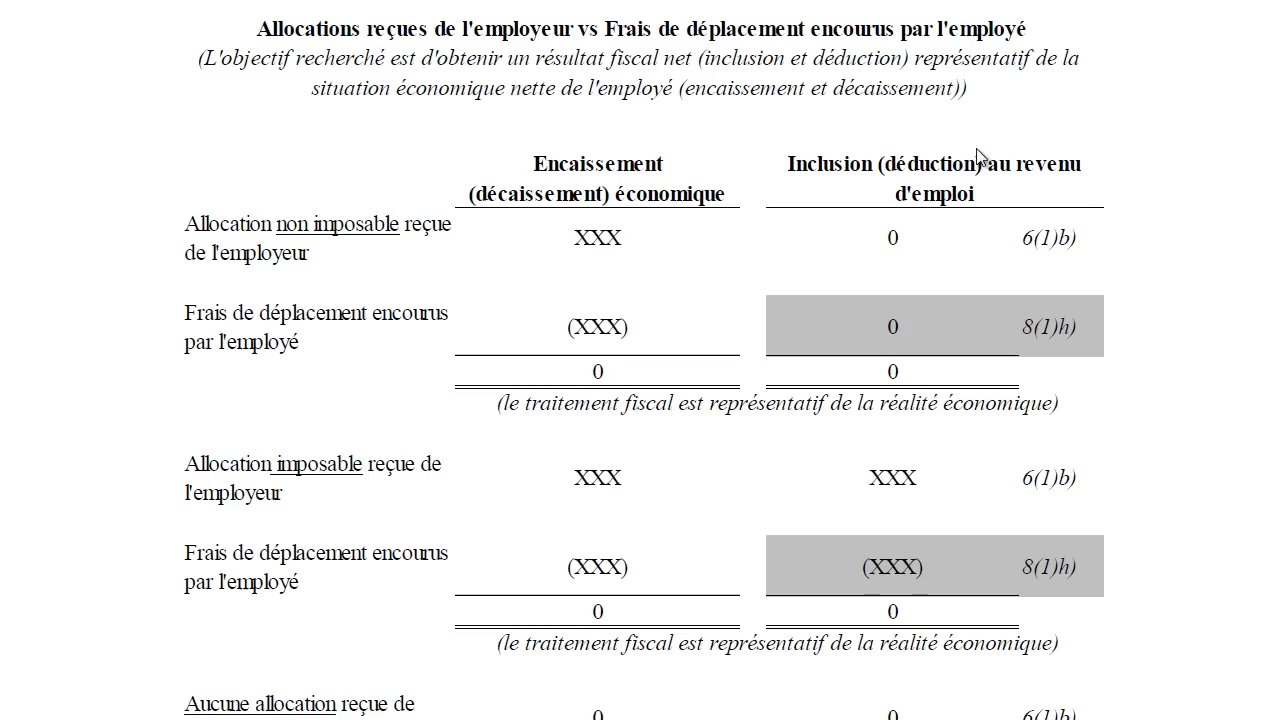 Allocations reçues de l'employeur vs Frais de déplacement encourus par l'employé
(L'objectif recherché est d'obtenir un résultat fiscal net (inclusion et déduction) représentatif de la
situation économique nette de l'employé (encaissement et décaissement))
Encaissement
(décaissement) économique
Inclusion (déduction) au revenu
d'emploi
Allocation non imposable reçue
de l'employeur
XXX 0 6(1)b)
Frais de déplacement encourus
par l'employé
(XXX) 0 8(1)h)
0 0
(le traitement fiscal est représentatif de la réalité économique)
Allocation imposable reçue de
l'employeur
XXX XXX 6(1)b)
Frais de déplacement encourus
par l'employé
(XXX) (XXX) 8(1)h)
0 0
(le traitement fiscal est représentatif de la réalité économique)
Aucune allocation reçue de
0 0 6(1)b)